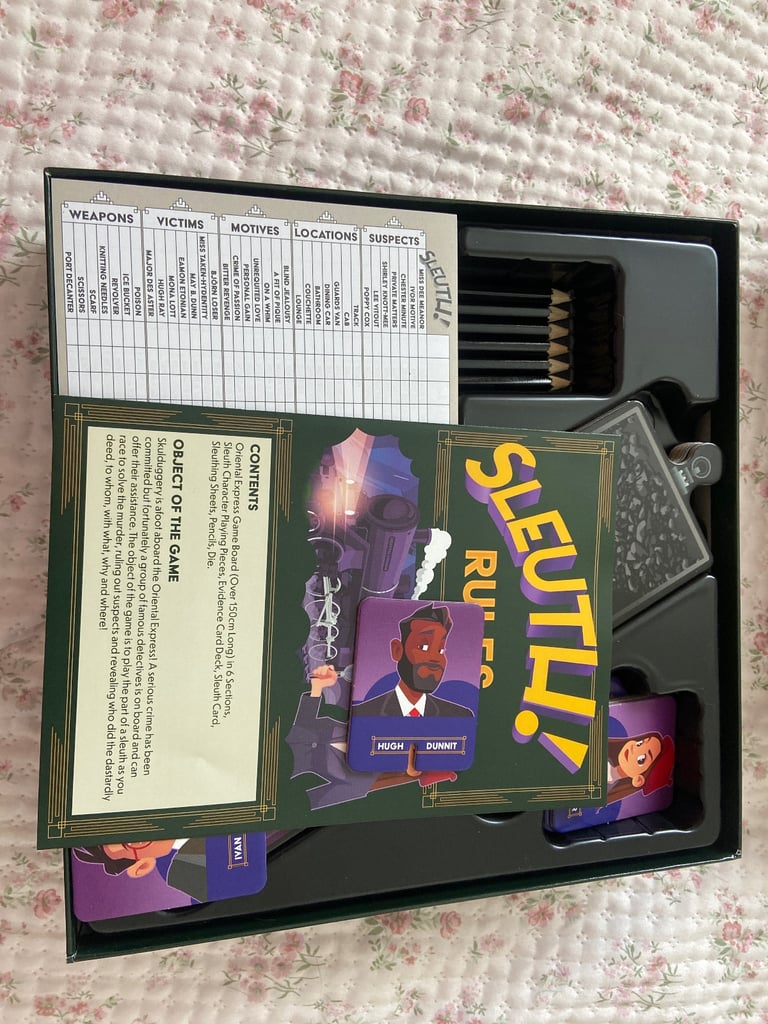 SLEUTH!
SUSPECTS
MISS DEE MEANOR
IVOR MOTIVE
CHESTER MINUTE
PRIVATE MATTERS
SHIRLEY KNOTT-MEE
LEE VITOUT
POPPY COX
LOCATIONS
TRACK
CAB
GUARDS VAN
DINING CAR
BATHROOM
COUCHETTE
LOUNGE
MOTIVES
BLIND JEALOUSY
A FIT OF PIQUE
ON A WHIM
UNREQUITED LOVE
PERSONAL GAIN
CRIME OF PASSION
BITTER REVENGE
VICTIMS
BJÖRN LOSER
MISS TAKEN-HYDENTITY
MAY B. DUNN
EAMON ETONIAN
MONA LOTT
HUGH RAY
MAJOR DES ASTER
WEAPONS
POISON
ICE BUCKET
REVOLVER
KNITTING NEEDLES
SCARF
SCISSORS
PORT DECANTER
SLEUTH!
RULES
HUGH DUNNIT
CONTENTS
Oriental Express Game Board (Over 150cm Long) in 6 Sections,
Sleuth Character Playing Pieces, Evidence Card Deck, Sleuth Card,
Sleuthing Sheets, Pencils, Die.
OBJECT OF THE GAME
Skulduggery is afoot aboard the Oriental Express! A serious crime has been
committed but fortunately a group of famous detectives is on board and can
offer their assistance. The object of the game is to play the part of a sleuth as you
race to solve the murder, ruling out suspects and revealing who did the dastardly
deed, to whom, with what, why and where!
IVAN